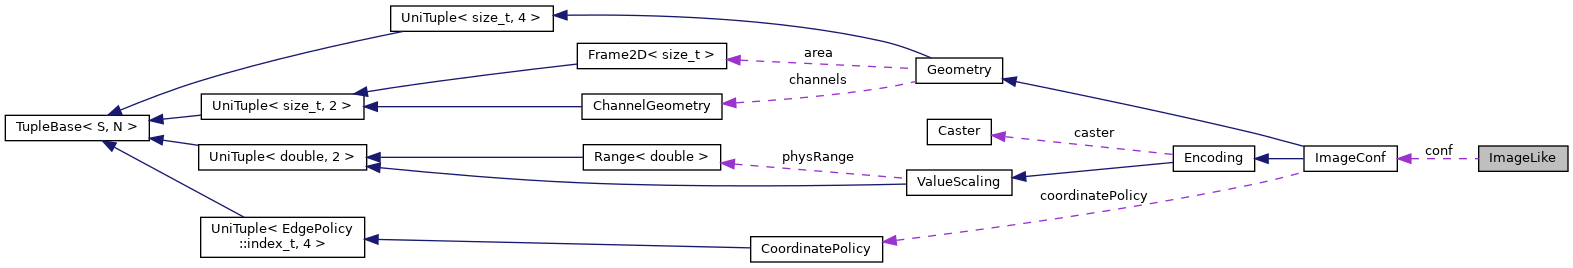 UniTuple< size_t, 4 >
Frame2D< size_t >
area
Geometry
channels
UniTuple< size_t, 2 >
ChannelGeometry
TupleBase< S, N >
Caster
caster
UniTuple< double, 2 >
Range< double >
physRange
Encoding
ImageConf
conf
ImageLike
ValueScaling
coordinatePolicy
UniTuple< EdgePolicy
::index_t, 4 >
CoordinatePolicy